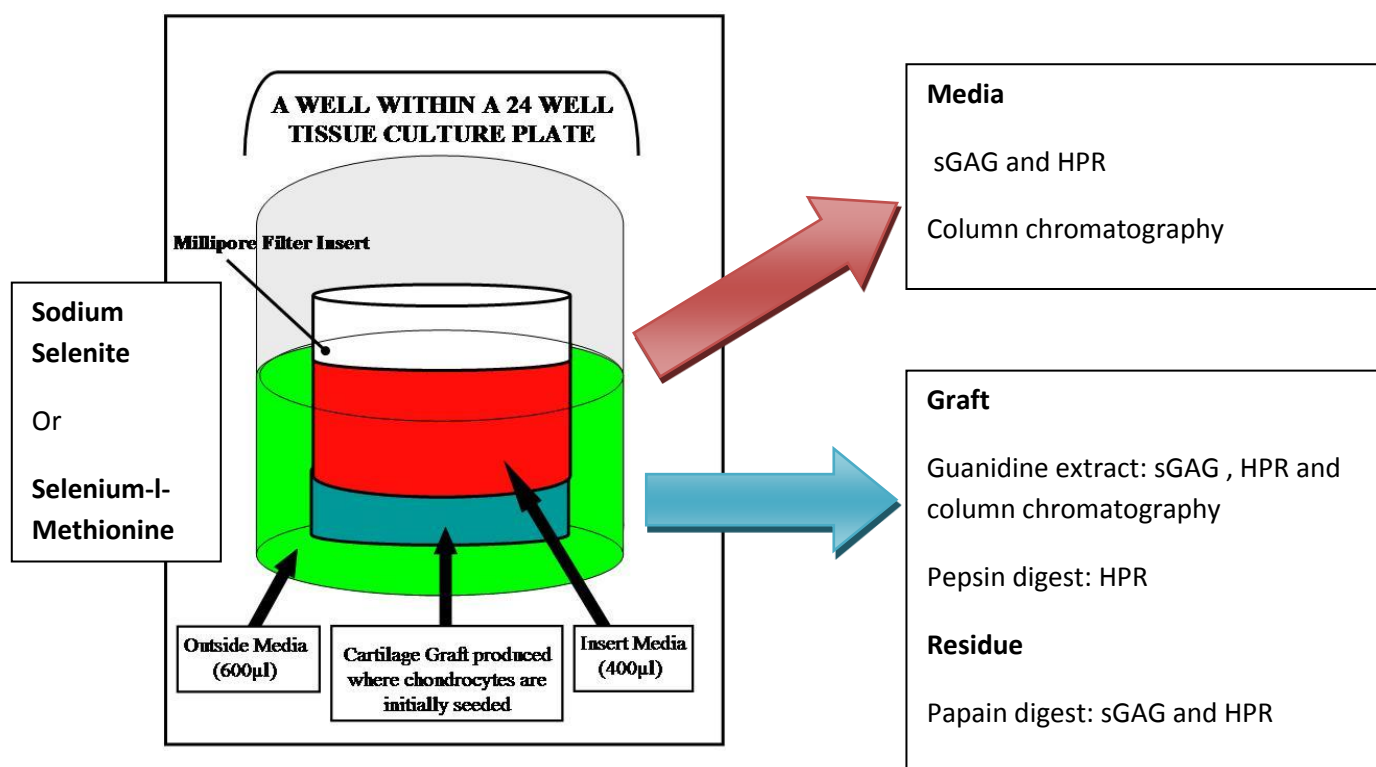 A WELL WITHIN A 24 WELL
TISSUE CULTURE PLATE
Millipore Filter Insert
Sodium
Selenite
Or
Selenium-l-
Methionine
Outside Media
(600µl)
Cartilage Graft produced
where chondrocytes are
initially seeded
Insert Media
(400µl)
Media
sGAG and HPR
Column chromatography
Graft
Guanidine extract: sGAG , HPR and
column chromatography
Pepsin digest: HPR
Residue
Papain digest: sGAG and HPR